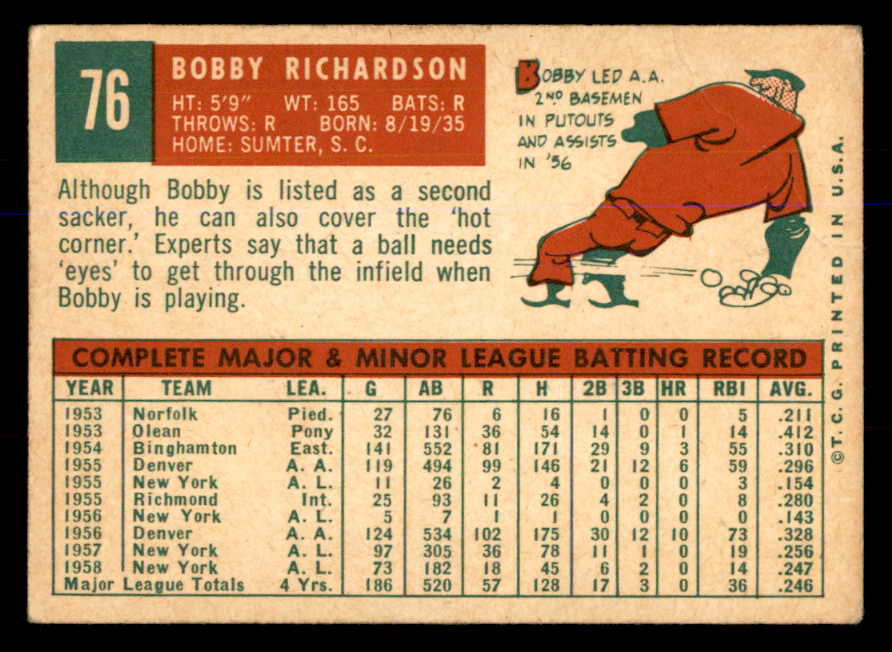 76
BOBBY RICHARDSON
HT: 5'9" WT: 165 BATS: R
THROWS: R BORN: 8/19/35
HOME: SUMTER, S. C.
BOBBY LED A.A.
2ND BASEMEN
IN PUTOUTS
AND ASSISTS
IN '56
Although Bobby is listed as a second
sacker, he can also cover the 'hot
corner.' Experts say that a ball needs
'eyes' to get through the infield when
Bobby is playing.
COMPLETE MAJOR & MINOR LEAGUE BATTING RECORD
YEAR TEAM LEA. G AB R H 2B 3B HR RBI AVG.
1953 Norfolk Pied. 27 76 6 16 1 0 0 5 .211
1953 Olean Pony 32 131 36 54 14 0 1 14 .412
1954 Binghamton East. 141 552 81 171 29 9 3 55 .310
1955 Denver A. A. 119 494 99 146 21 12 6 59 .296
1955 New York A. L. 11 26 2 4 0 0 0 3 .154
1955 Richmond Int. 25 93 11 26 4 2 0 8 .280
1956 New York A. L. 5 7 1 1 0 0 0 0 .143
1956 Denver A. A. 124 534 102 175 30 12 10 73 .328
1957 New York A. L. 97 305 36 78 11 1 0 19 .256
1958 New York A. L. 73 182 18 45 6 2 0 14 .247
Major League Totals 4 Yrs. 186 520 57 128 17 3 0 36 .246
©T. C. G. PRINTED IN U.S.A.